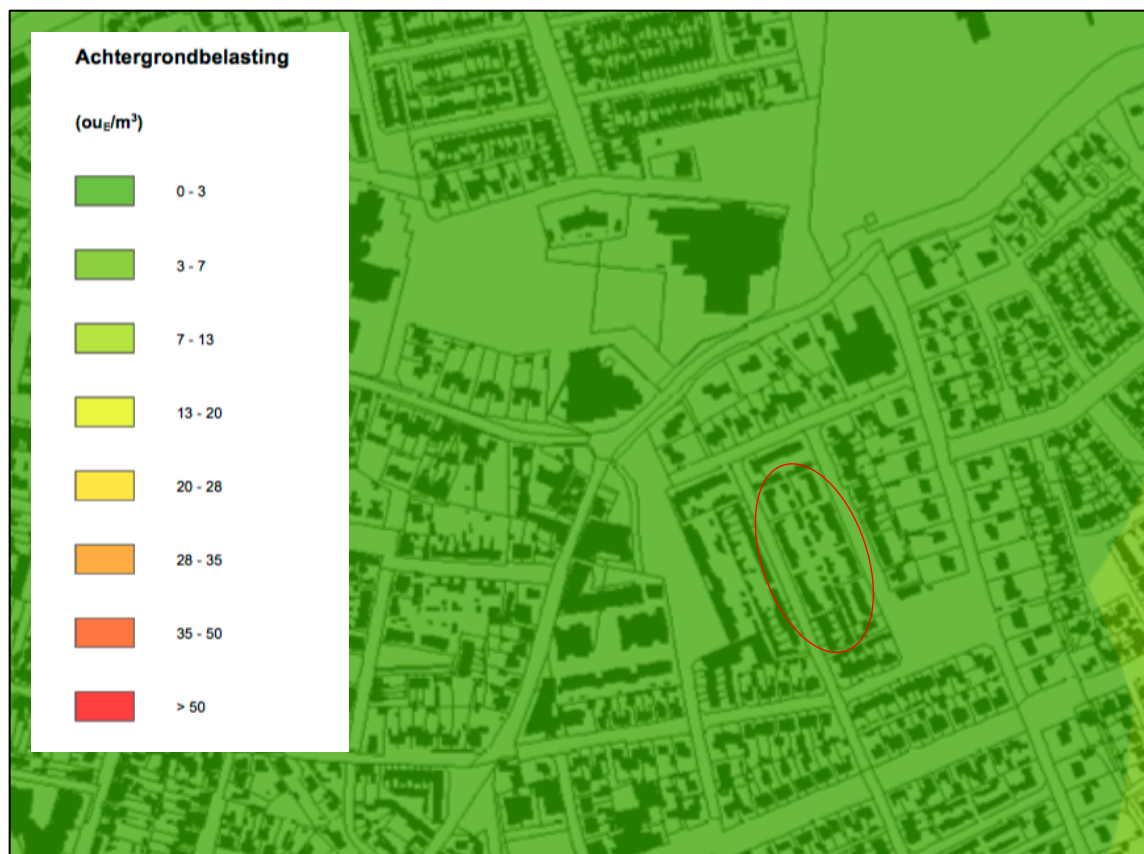 Achtergrondbelasting
(ouE/m³)
0 - 3
3 - 7
7 - 13
13 - 20
20 - 28
28 - 35
35 - 50
> 50